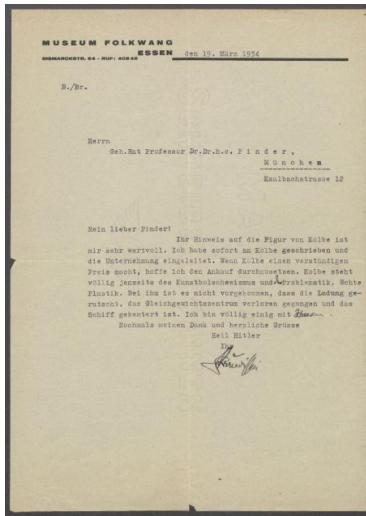 MUSEUM FOLKWANG
ESSEN
BISMARCKSTR. 64 - RUF: 40848
den 19. März 1934
B./Br.
Herrn
Geh.Rat Professor Dr.Dr.h.c. Pinder,
München
Kaulbachstrasse 12
Mein lieber Pinder!
Ihr Hinweis auf die Figur von Kolbe ist
mir sehr wertvoll. Ich habe sofort an Kolbe geschrieben und
die Unternehmung eingeleitet. Wenn Kolbe einen verständigen
Preis macht, hoffe ich den Ankauf durchzusetzen. Kolbe steht
völlig jenseits des Kunstbolschewismus und Problematik. Echte
Plastik. Bei ihm ist es nicht vorgekommen, dass die Ladung ge-
rutscht, das Gleichgewichtszentrum verloren gegangen und das
Schiff gekentert ist. Ich bin völlig einig mit Ihnen.
Nochmals meinen Dank und herzliche Grüsse
Heil Hitler
Ihr